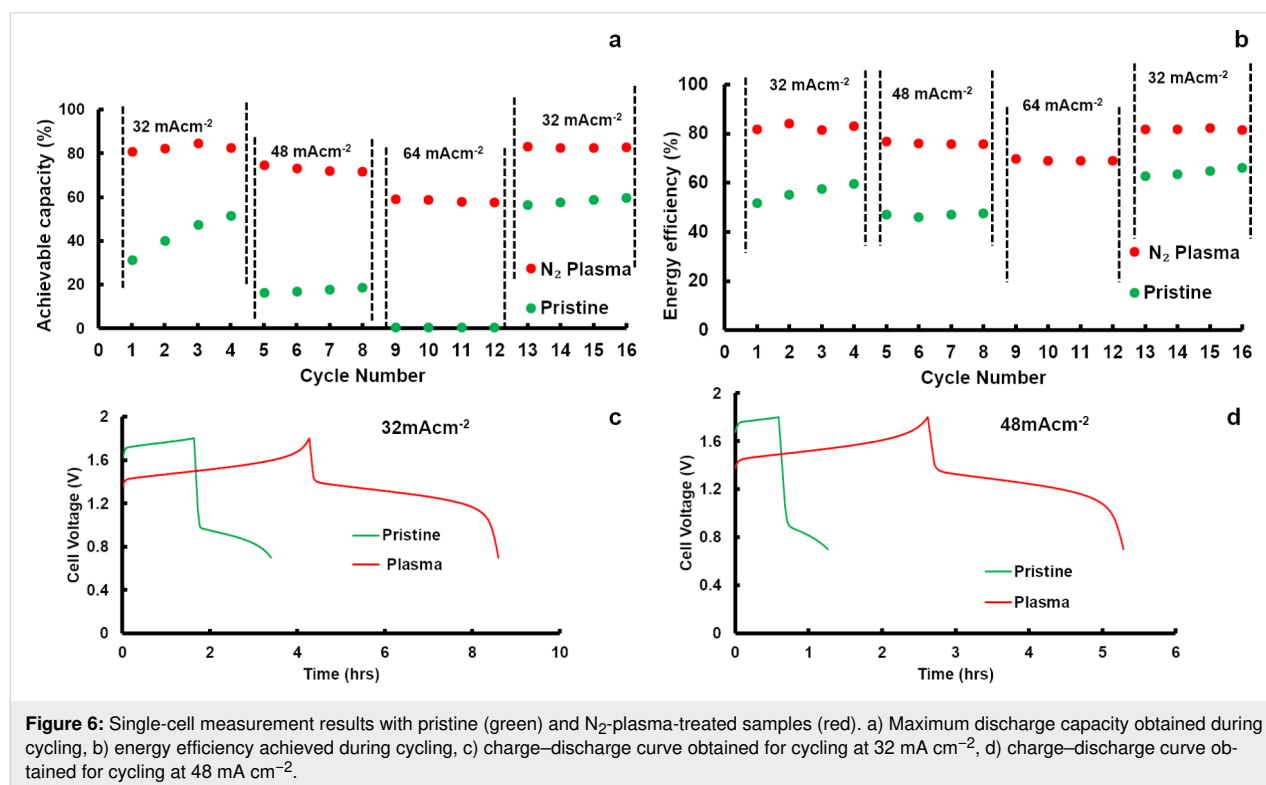 a
32 mAcm-2
48 mAcm-2
64 mAcm-2
32 mAcm-2
Achievable capacity (%)
100
80
60
40
20
0
N₂ Plasma
Pristine
0 1 2 3 4 5 6 7 8 9 10 11 12 13 14 15 16
Cycle Number
b
32 mAcm-2
48 mAcm-2
64 mAcm-2
32 mAcm-2
Energy efficiency (%)
100
80
60
40
20
0
N₂ Plasma
Pristine
0 1 2 3 4 5 6 7 8 9 10 11 12 13 14 15 16
Cycle Number
c
32mAcm-2
Cell Voltage (V)
2
1.6
1.2
0.8
0.4
0
Pristine
Plasma
0 2 4 6 8 10
Time (hrs)
d
48mAcm-2
Cell Voltage (V)
2
1.6
1.2
0.8
0.4
0
Pristine
Plasma
0 1 2 3 4 5 6
Time (hrs)
Figure 6: Single-cell measurement results with pristine (green) and N₂-plasma-treated samples (red). a) Maximum discharge capacity obtained during
cycling, b) energy efficiency achieved during cycling, c) charge–discharge curve obtained for cycling at 32 mA cm⁻², d) charge–discharge curve ob-
tained for cycling at 48 mA cm⁻².